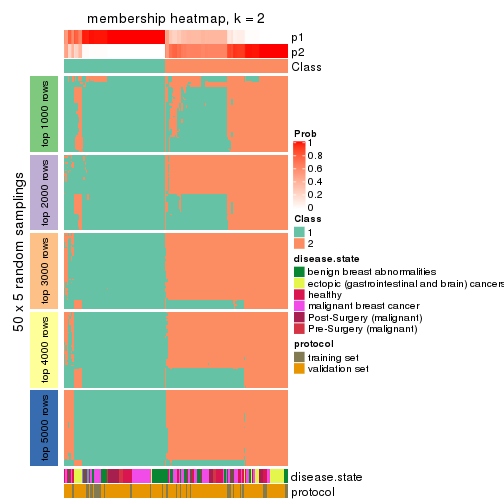 membership heatmap, k = 2
p1
p2
Class
50 x 5 random samplings
top 1000 rows
top 2000 rows
top 3000 rows
top 4000 rows
top 5000 rows
Prob
1
0.8
0.6
0.4
0.2
0
Class
1
2
disease.state
benign breast abnormalities
ectopic (gastrointestinal and brain) cancers
healthy
malignant breast cancer
Post-Surgery (malignant)
Pre-Surgery (malignant)
protocol
training set
validation set
disease.state
protocol